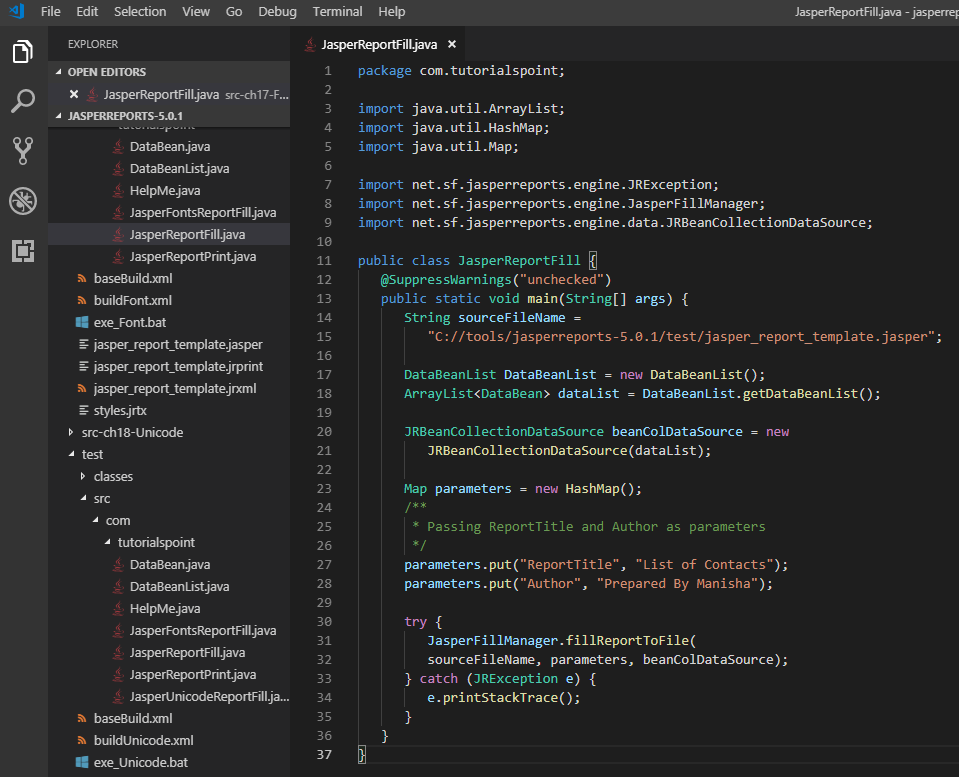 File Edit Selection View Go Debug Terminal Help
JasperReportFill.java - jasperrep
EXPLORER
OPEN EDITORS
JasperReportFill.java src-ch17-F...
JASPERREPORTS-5.0.1
tutorialspoint
DataBean.java
DataBeanList.java
HelpMe.java
JasperFontsReportFill.java
JasperReportFill.java
JasperReportPrint.java
baseBuild.xml
buildFont.xml
exe_Font.bat
jasper_report_template.jasper
jasper_report_template.jrprint
jasper_report_template.jrxml
styles.jrtx
src-ch18-Unicode
test
classes
src
com
tutorialspoint
DataBean.java
DataBeanList.java
HelpMe.java
JasperFontsReportFill.java
JasperReportFill.java
JasperReportPrint.java
JasperUnicodeReportFill.ja...
baseBuild.xml
buildUnicode.xml
exe_Unicode.bat
JasperReportFill.java
1 package com.tutorialspoint;
2
3 import java.util.ArrayList;
4 import java.util.HashMap;
5 import java.util.Map;
6
7 import net.sf.jasperreports.engine.JRException;
8 import net.sf.jasperreports.engine.JasperFillManager;
9 import net.sf.jasperreports.engine.data.JRBeanCollectionDataSource;
10
11 public class JasperReportFill {
12 @SuppressWarnings("unchecked")
13 public static void main(String[] args) {
14 String sourceFileName =
15 "C://tools/jasperreports-5.0.1/test/jasper_report_template.jasper";
16
17 DataBeanList DataBeanList = new DataBeanList();
18 ArrayList<DataBean> dataList = DataBeanList.getDataBeanList();
19
20 JRBeanCollectionDataSource beanColDataSource = new
21 JRBeanCollectionDataSource(dataList);
22
23 Map parameters = new HashMap();
24 /**
25 * Passing ReportTitle and Author as parameters
26 */
27 parameters.put("ReportTitle", "List of Contacts");
28 parameters.put("Author", "Prepared By Manisha");
29
30 try {
31 JasperFillManager.fillReportToFile(
32 sourceFileName, parameters, beanColDataSource);
33 } catch (JRException e) {
34 e.printStackTrace();
35 }
36 }
37 }